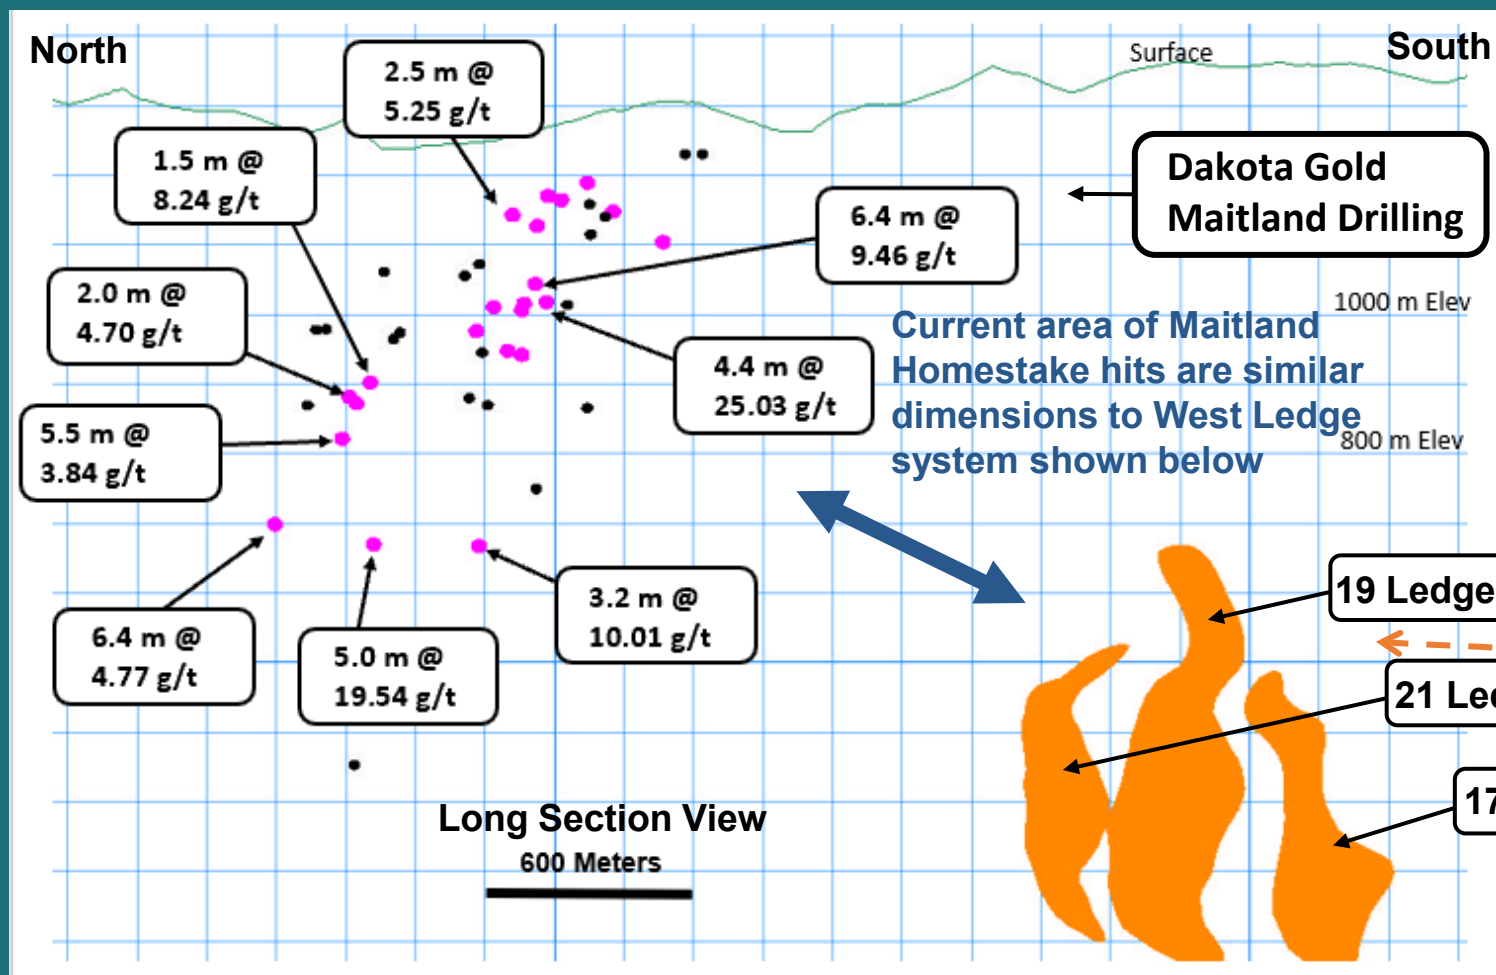 North
Surface
South
2.5 m @
5.25 g/t
1.5 m @
8.24 g/t
Dakota Gold
Maitland Drilling
6.4 m @
9.46 g/t
2.0 m @
4.70 g/t
1000 m Elev
Current area of Maitland
Homestake hits are similar
dimensions to West Ledge
system shown below
4.4 m @
25.03 g/t
800 m Elev
5.5 m @
3.84 g/t
3.2 m @
10.01 g/t
19 Ledge
6.4 m @
4.77 g/t
5.0 m @
19.54 g/t
21 Led
17
Long Section View
600 Meters